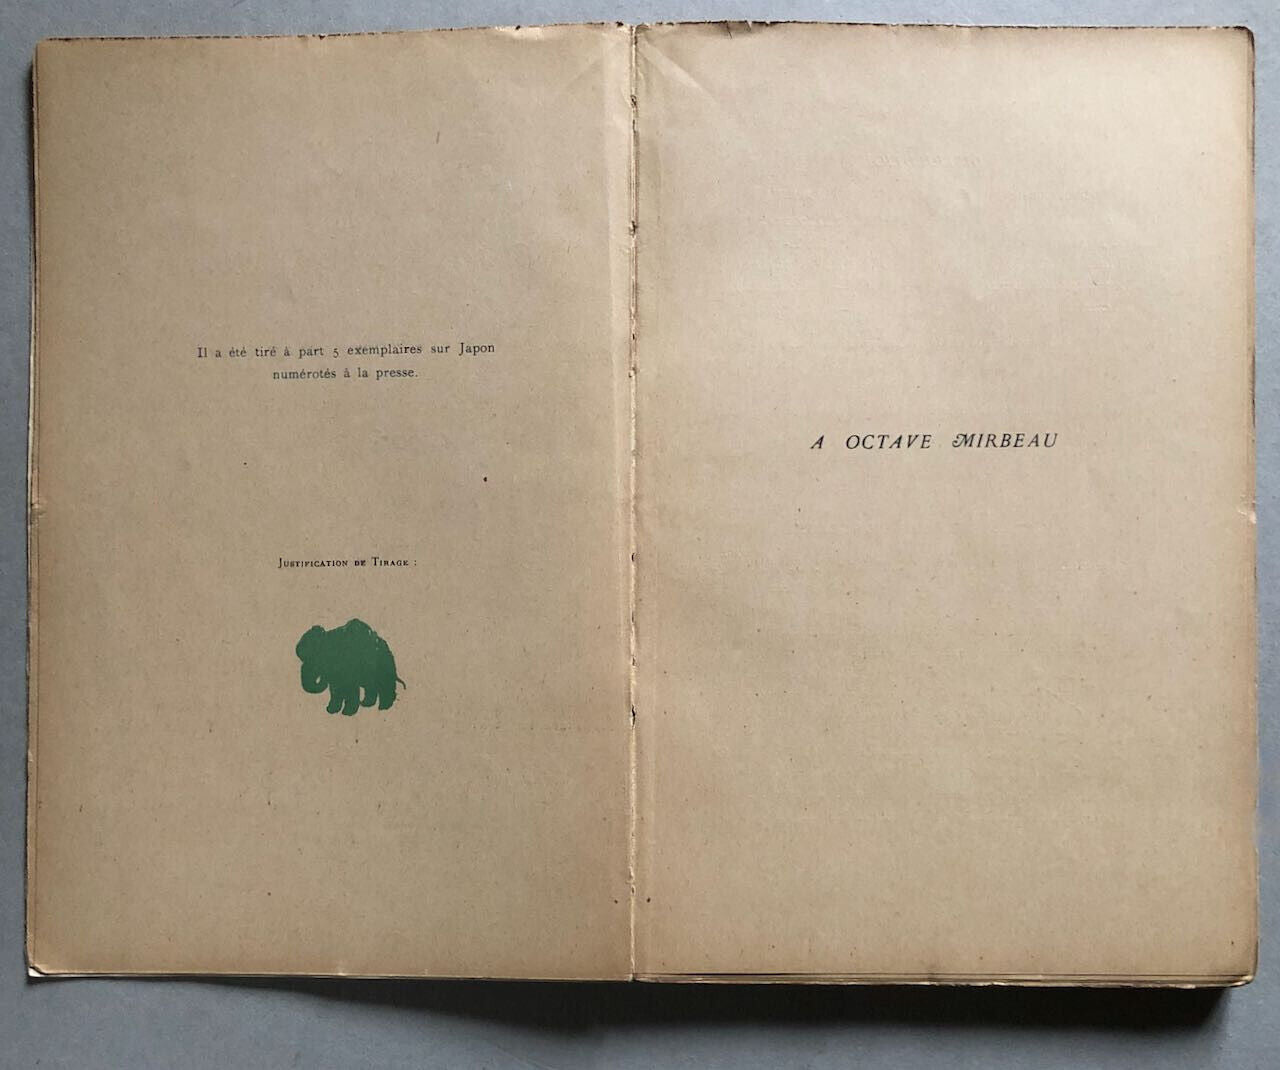 Il a été tiré à part 5 exemplaires sur Japon
numérotés à la presse.
Justification de Tirage :
A OCTAVE MIRBEAU